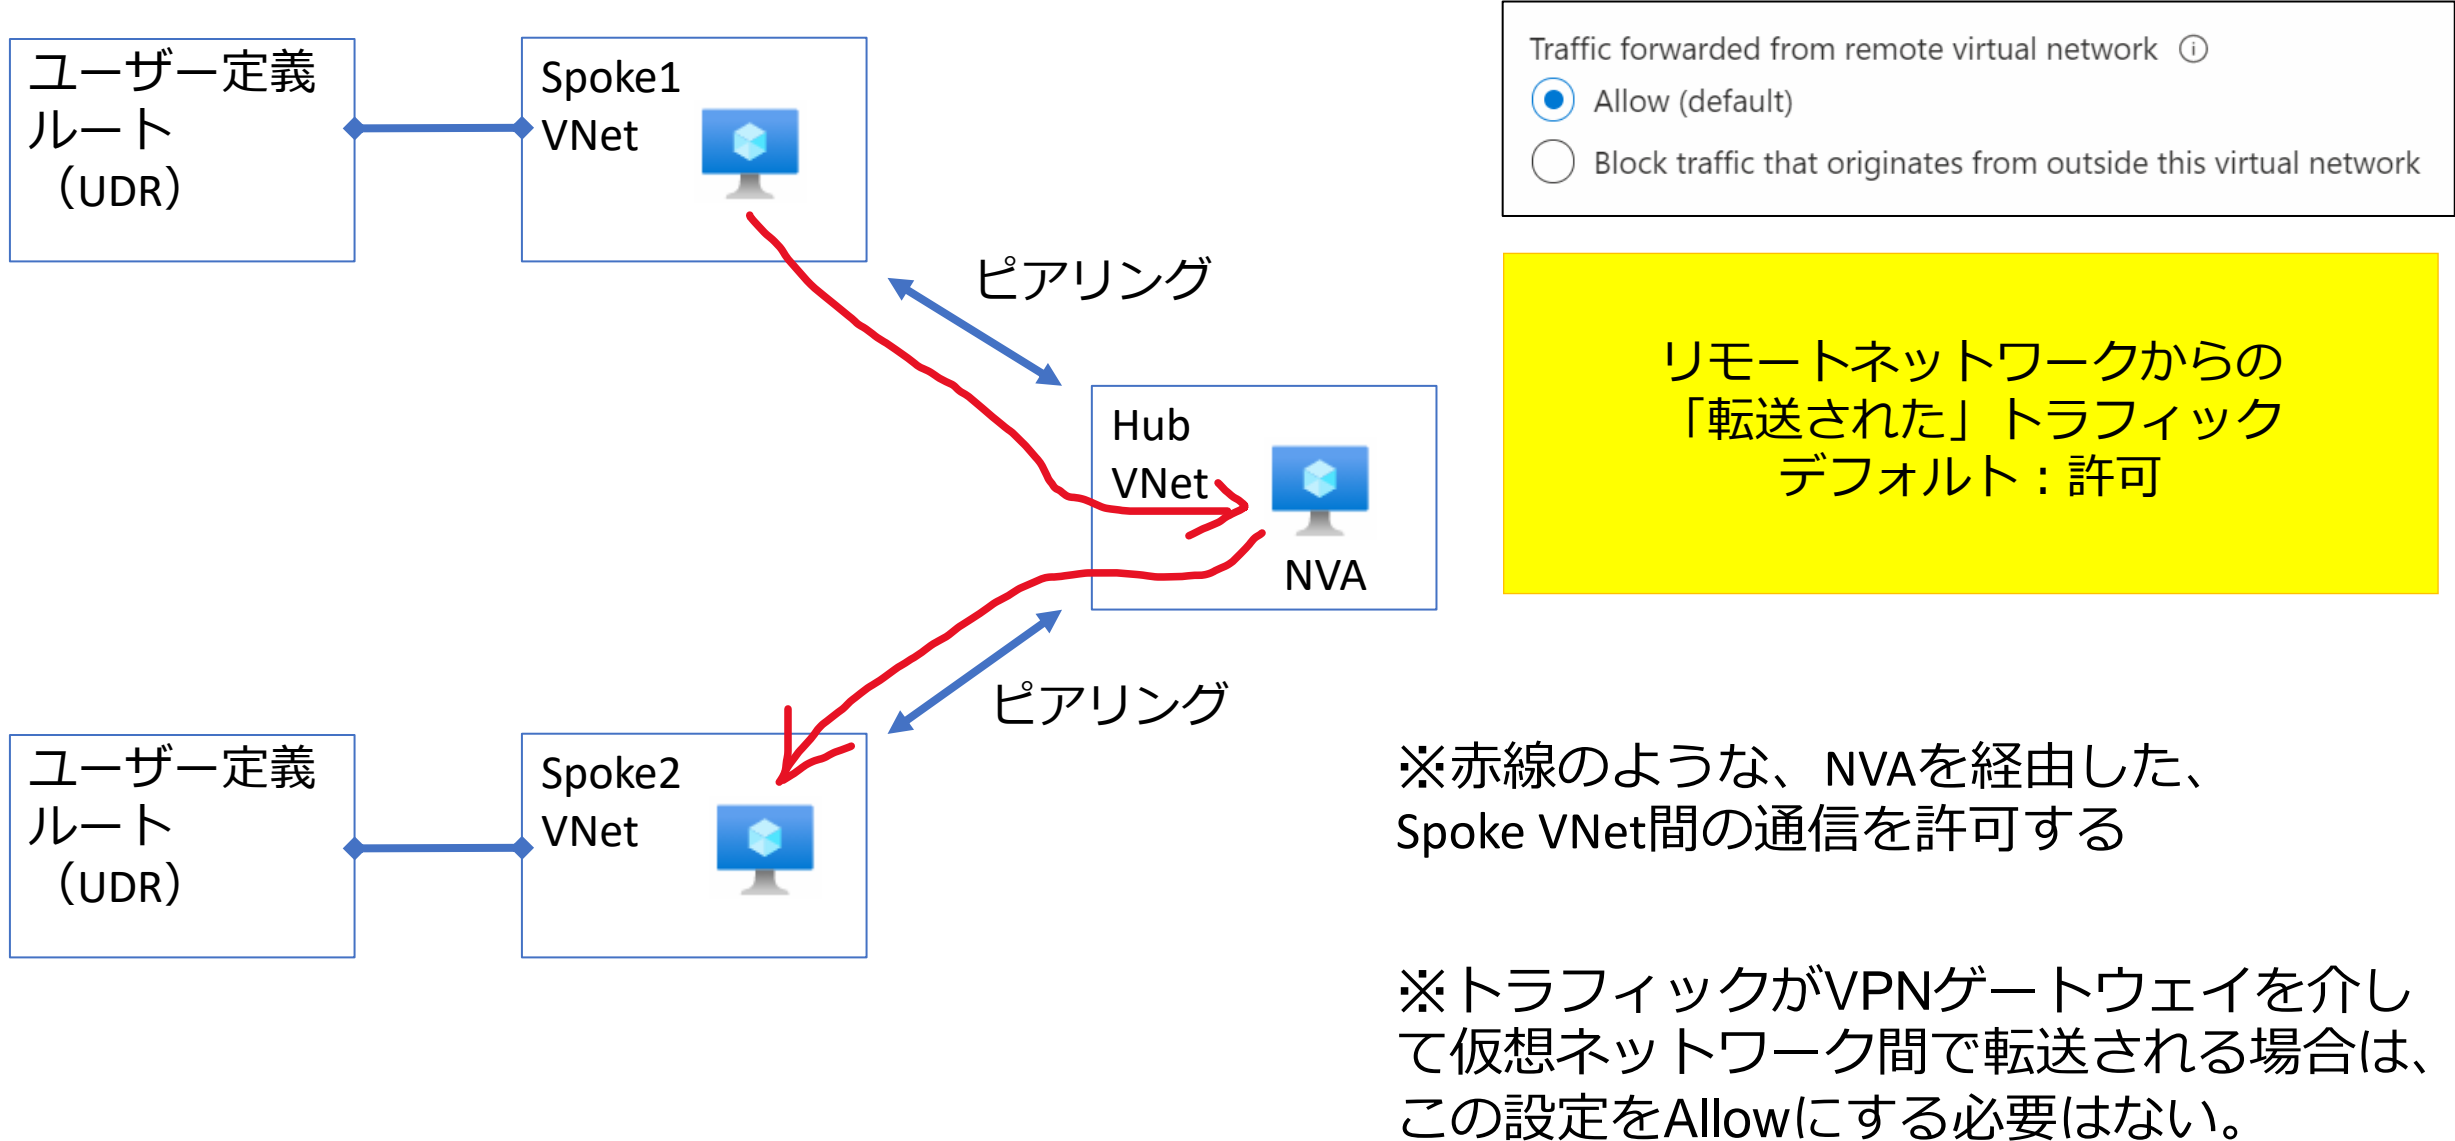 ユーザー定義
ルート
（UDR）
Spoke1
VNet
Traffic forwarded from remote virtual network
Allow (default)
Block traffic that originates from outside this virtual network
ピアリング
リモートネットワークからの
「転送された」トラフィック
デフォルト：許可
Hub
VNet
NVA
ピアリング
ユーザー定義
ルート
（UDR）
Spoke2
VNet
※赤線のような、NVAを経由した、
Spoke VNet間の通信を許可する
※トラフィックがVPNゲートウェイを介し
て仮想ネットワーク間で転送される場合は、
この設定をAllowにする必要はない。